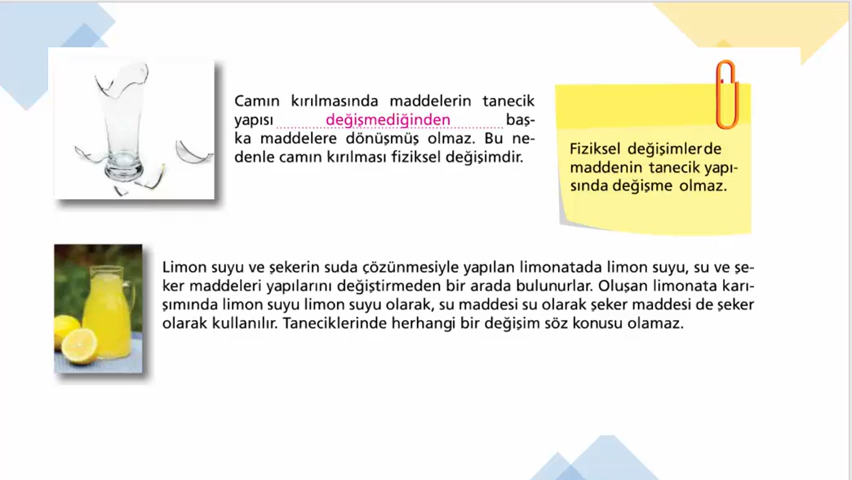 Camın kırılmasında maddelerin tanecik
yapısı değişmediğinden baş-
ka maddelere dönüşmüş olmaz. Bu ne-
denle camın kırılması fiziksel değişimdir.
Fiziksel değişimlerde
maddenin tanecik yapı-
sında değişme olmaz.
Limon suyu ve şekerin suda çözünmesiyle yapılan limonatada limon suyu, su ve şe-
ker maddeleri yapılarını değiştirmeden bir arada bulunurlar. Oluşan limonata karı-
şımında limon suyu limon suyu olarak, su maddesi su olarak şeker maddesi de şeker
olarak kullanılır. Taneciklerinde herhangi bir değişim söz konusu olamaz.